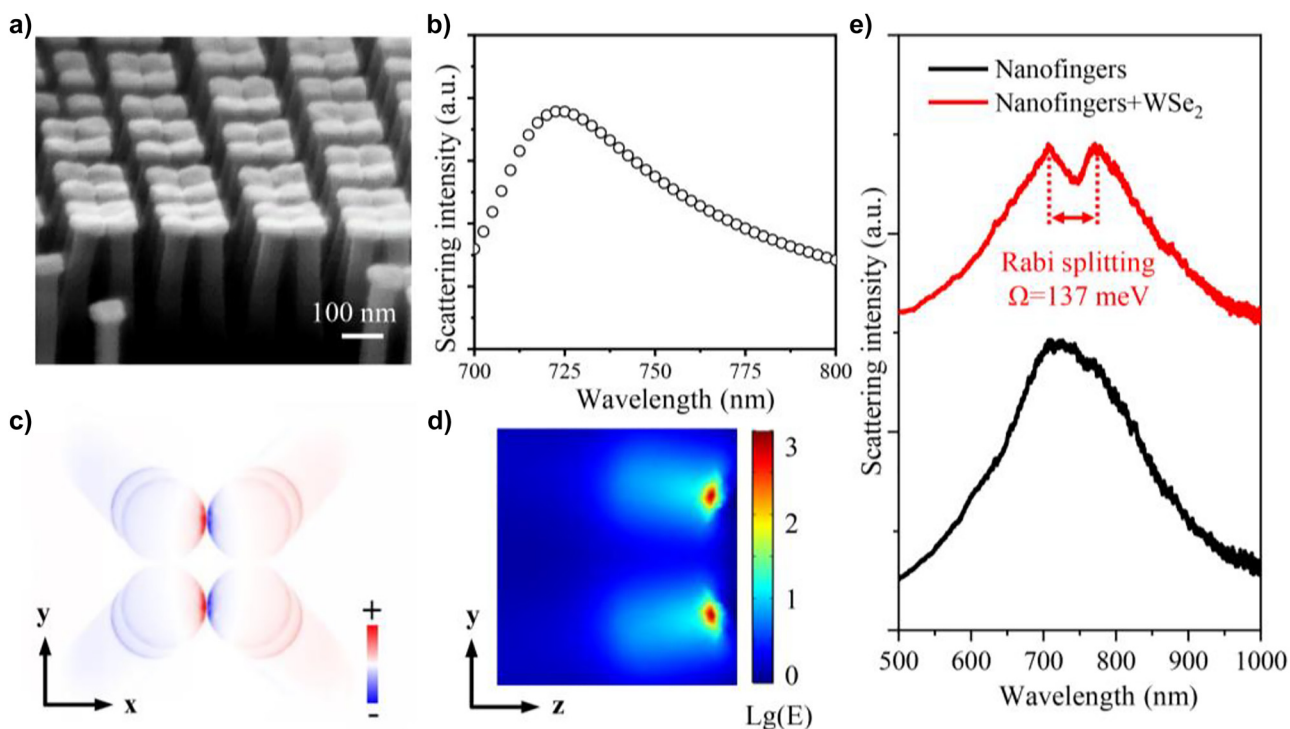 a)
100 nm
b)
Scattering intensity (a.u.)
700 725 750 775 800
Wavelength (nm)
c)
y
x
+
-
d)
y
z
3
2
1
0
Lg(E)
e)
Nanofingers
Nanofingers+WSe₂
Rabi splitting
Ω=137 meV
Scattering intensity (a.u.)
500 600 700 800 900 1000
Wavelength (nm)